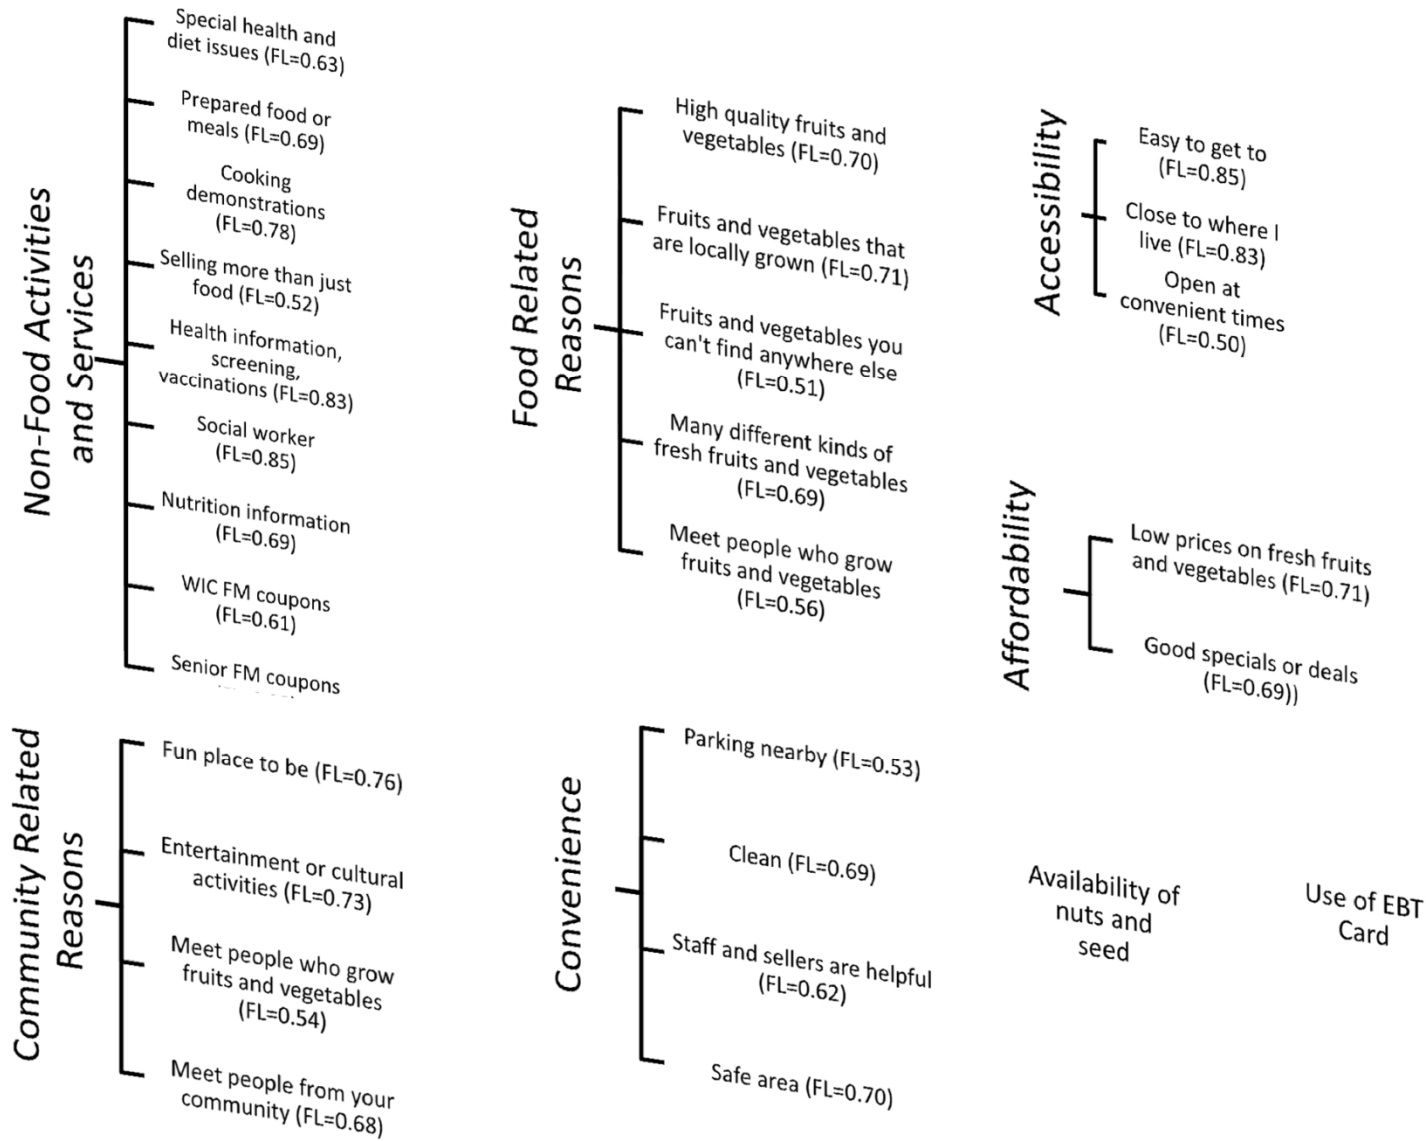 Non-Food Activities
and Services
Special health and
diet issues (FL=0.63)
Prepared food or
meals (FL=0.69)
Cooking
demonstrations
(FL=0.78)
Selling more than just
food (FL=0.52)
Health information,
screening,
vaccinations (FL=0.83)
Social worker
(FL=0.85)
Nutrition information
(FL=0.69)
WIC FM coupons
(FL=0.61)
Senior FM coupons
Food Related
Reasons
High quality fruits and
vegetables (FL=0.70)
Fruits and vegetables that
are locally grown (FL=0.71)
Fruits and vegetables you
can't find anywhere else
(FL=0.51)
Many different kinds of
fresh fruits and vegetables
(FL=0.69)
Meet people who grow
fruits and vegetables
(FL=0.56)
Accessibility
Easy to get to
(FL=0.85)
Close to where I
live (FL=0.83)
Open at
convenient times
(FL=0.50)
Affordability
Low prices on fresh fruits
and vegetables (FL=0.71)
Good specials or deals
(FL=0.69))
Community Related
Reasons
Fun place to be (FL=0.76)
Entertainment or cultural
activities (FL=0.73)
Meet people who grow
fruits and vegetables
(FL=0.54)
Meet people from your
community (FL=0.68)
Convenience
Parking nearby (FL=0.53)
Clean (FL=0.69)
Staff and sellers are helpful
(FL=0.62)
Safe area (FL=0.70)
Availability of
nuts and
seed
Use of EBT
Card